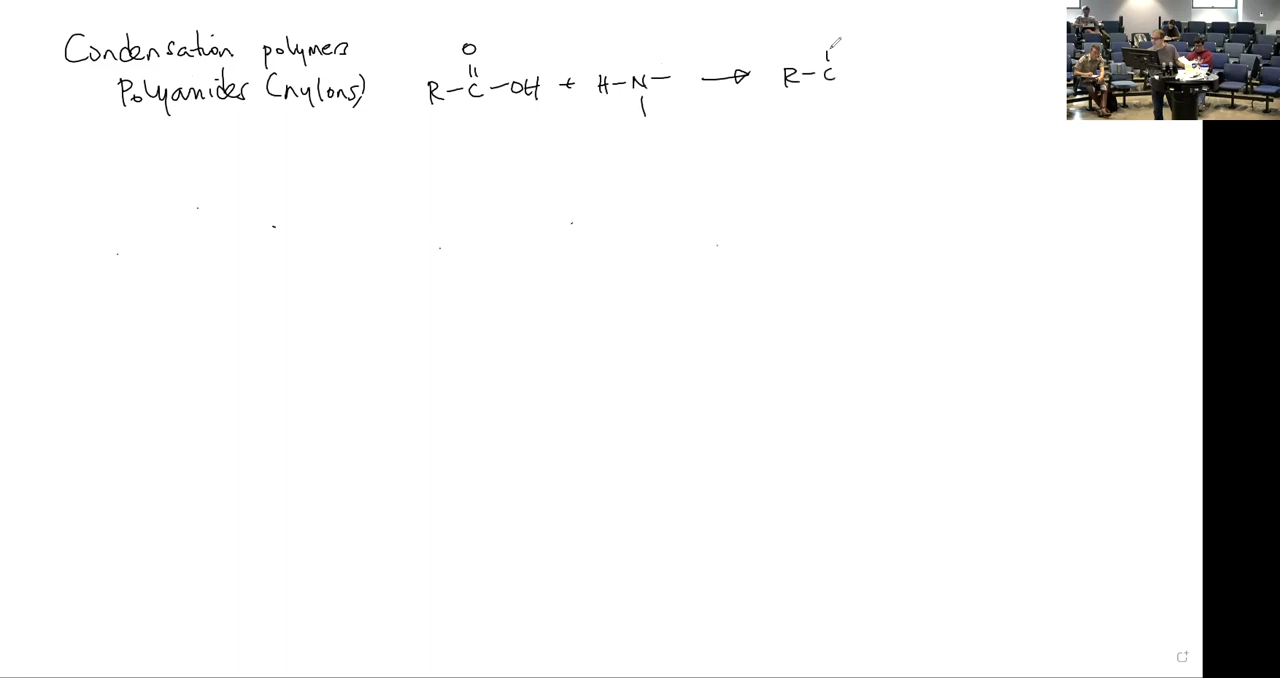 Condensation polymers
Polyamides (nylons)
O
R-C-OH + H-N- → R-C